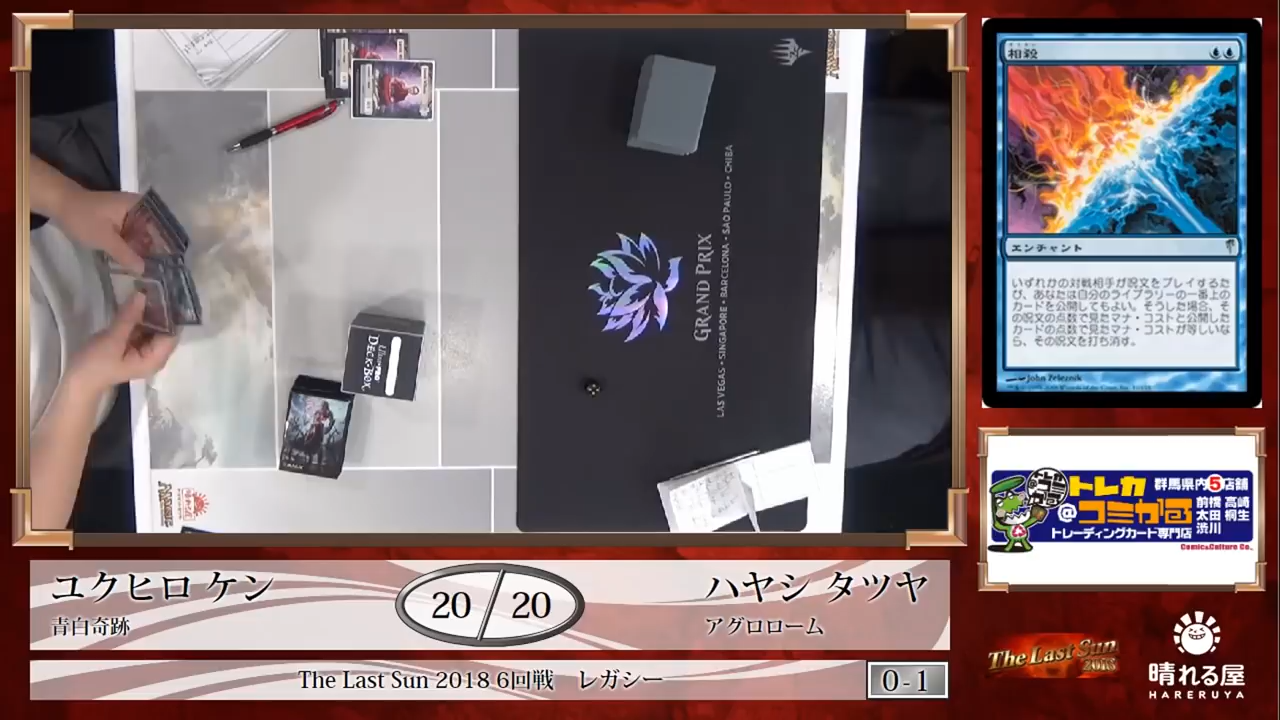 GRAND PRIX
LAS VEGAS • SINGAPORE • BARCELONA • SÃO PAULO • CHIBA
DECK-BOX
相殺
エンチャント
いずれかの対戦相手が呪文をプレイするた
び、あなたは自分のライブラリーの一番上の
カードを公開してもよい。そうした場合、そ
の呪文の点数で見たマナ・コストと公開した
カードの点数で見たマナ・コストが等しいな
ら、その呪文を打ち消す。
John Zeleznik
トレカ
@コミかる
群馬県内5店舗
前橋 高崎
太田 桐生
渋川
トレーディングカード専門店
Comic&Culture Co.
ユクヒロ ケン
青白奇跡
20 / 20
ハヤシ タツヤ
アグロローム
The Last Sun 2018 6回戦 レガシー
0-1
The Last Sun
2018
晴れる屋
HARERUYA